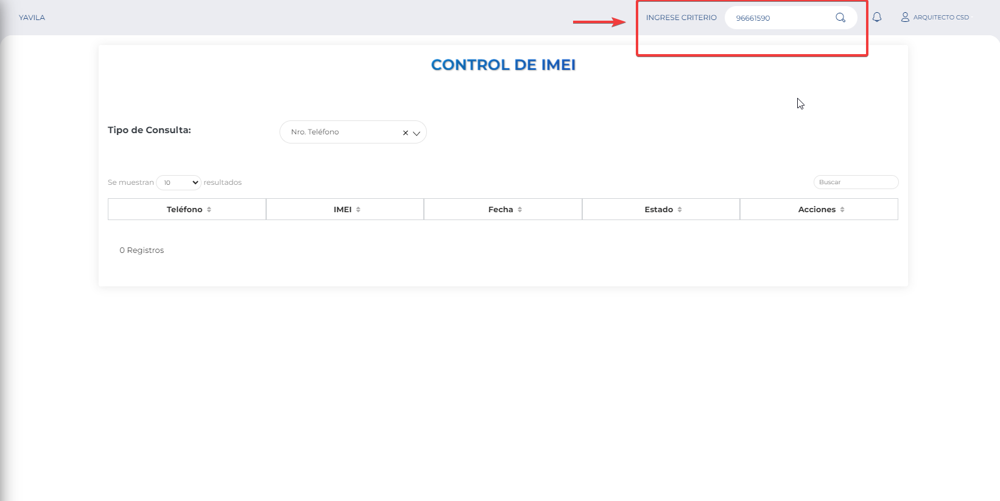 YAVILA
INGRESE CRITERIO 96661590
ARQUITECTO CSD
CONTROL DE IMEI
Tipo de Consulta: Nro. Teléfono
Se muestran 10 resultados
Buscar
Teléfono IMEI Fecha Estado Acciones
0 Registros